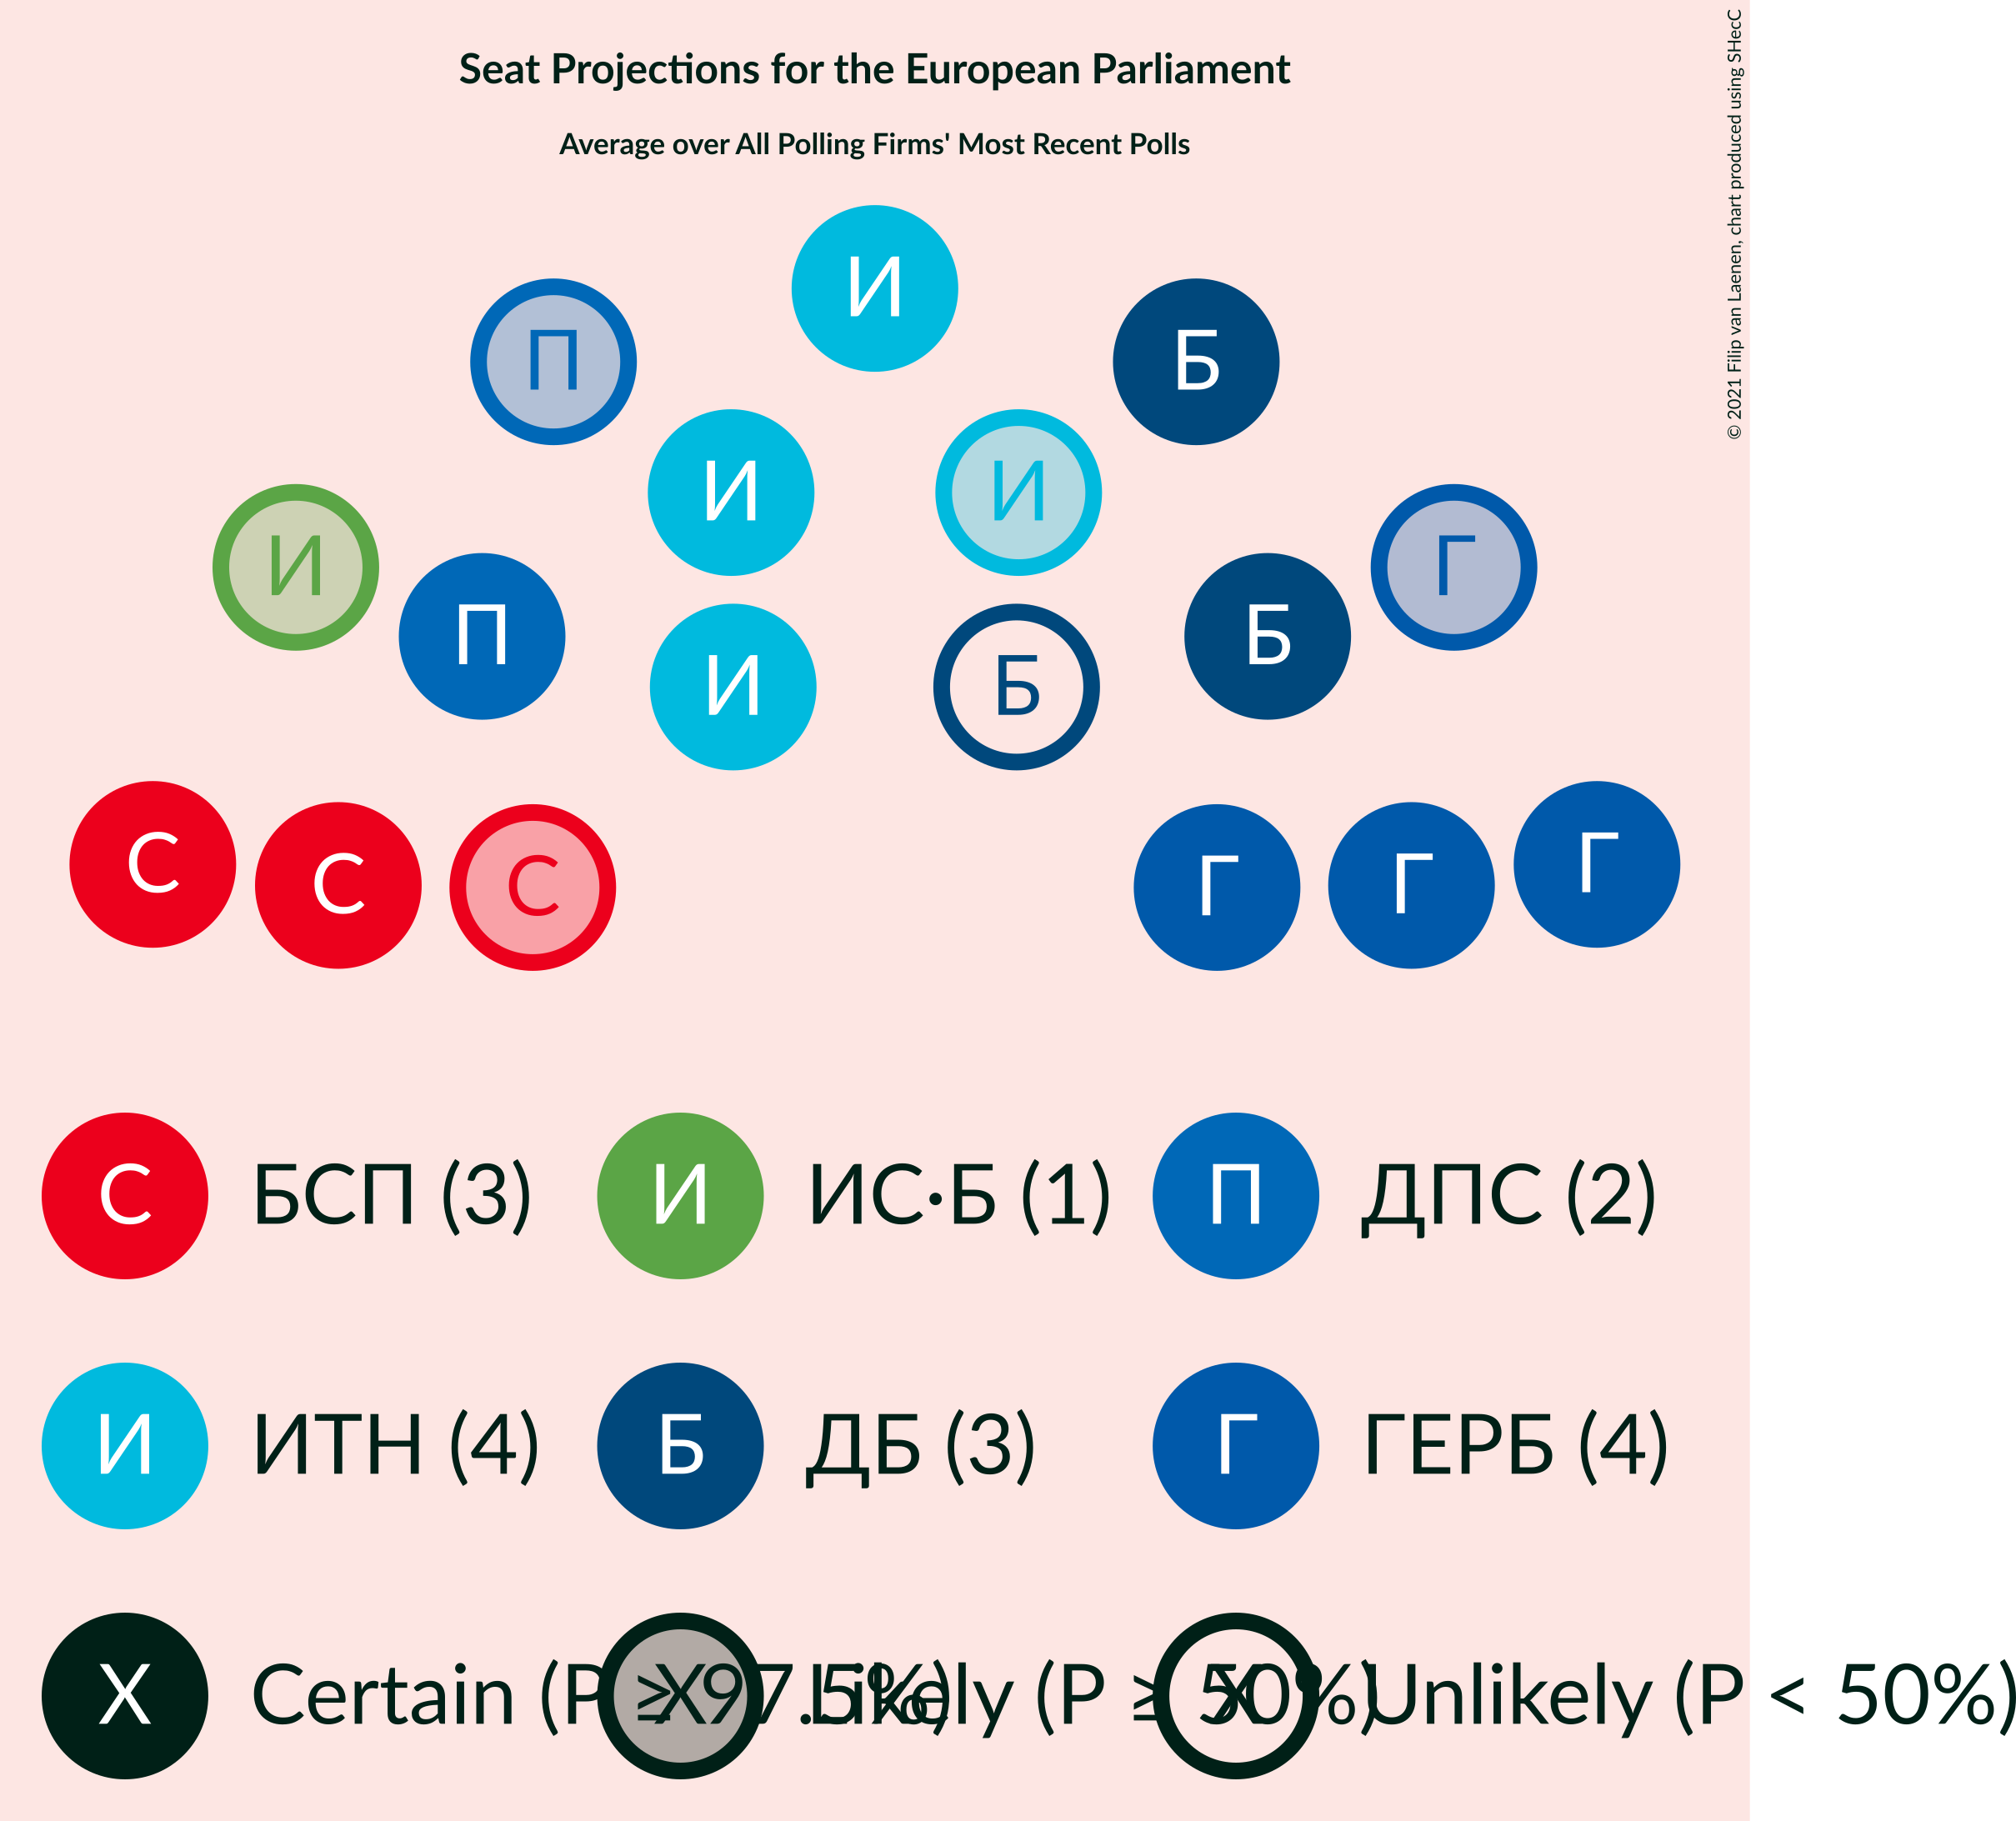 Seat Projections for the European Parliament
Average over All Polling Firms' Most Recent Polls
© 2021 Filip van Laenen, chart produced using SHecC
И
П
Б
И
И
И
Г
П
Б
И
Б
С
С
С
Г
Г
Г
С БСП (3)
И ИС·Б (1)
П ДПС (2)
И ИТН (4)
Б ДБ (3)
Г ГЕРБ (4)
X Certain (P ≥ 97.5%)
X Likely (P ≥ 50%)
X Unlikely (P < 50%)